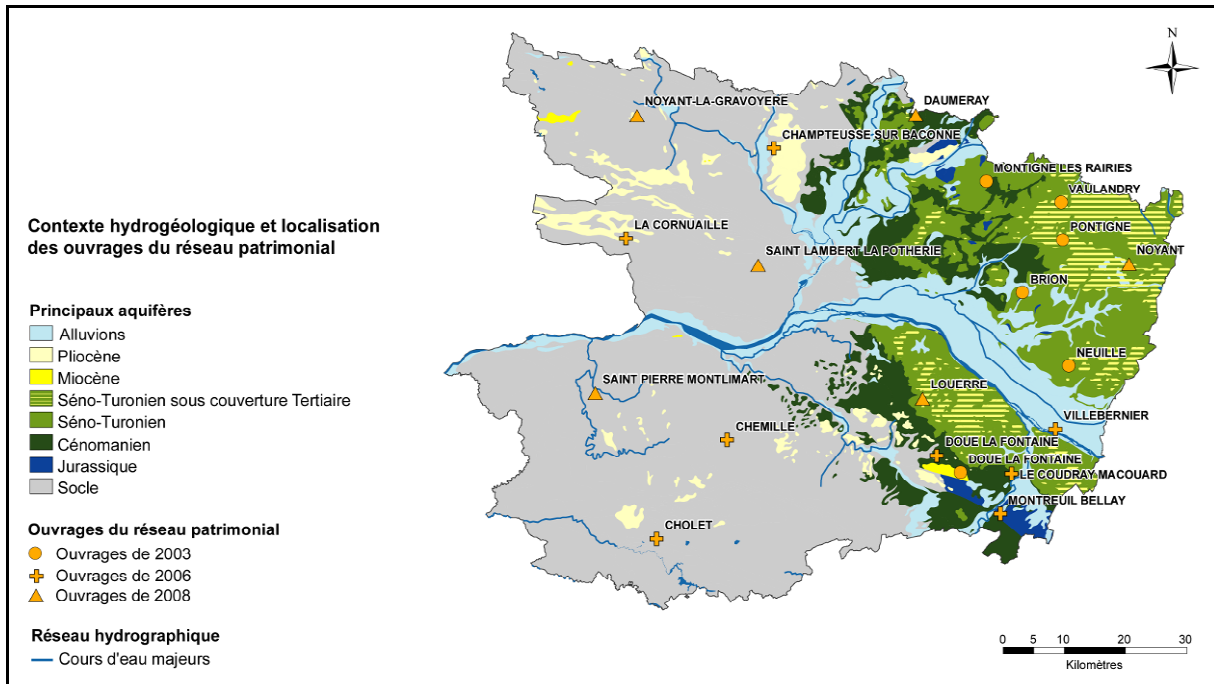 N
NOYANT-LA-GRAVOYERE
DAUMERAY
CHAMPTEUSSE SUR BACONNE
MONTIGNE LES RAIRIES
VAULANDRY
LA CORNUAILLE
PONTIGNE
SAINT LAMBERT LA POTHERIE
NOYANT
BRION
NEUILLE
SAINT PIERRE MONTLIMART
LOUERRE
VILLEBERNIER
CHEMILLE
DOUE LA FONTAINE
DOUE LA FONTAINE
LE COUDRAY MACOUARD
MONTREUIL BELLAY
CHOLET
Contexte hydrogéologique et localisation
des ouvrages du réseau patrimonial
Principaux aquifères
Alluvions
Pliocène
Miocène
Séno-Turonien sous couverture Tertiaire
Séno-Turonien
Cénomanien
Jurassique
Socle
Ouvrages du réseau patrimonial
Ouvrages de 2003
Ouvrages de 2006
Ouvrages de 2008
Réseau hydrographique
Cours d'eau majeurs
0 5 10 20 30
Kilomètres